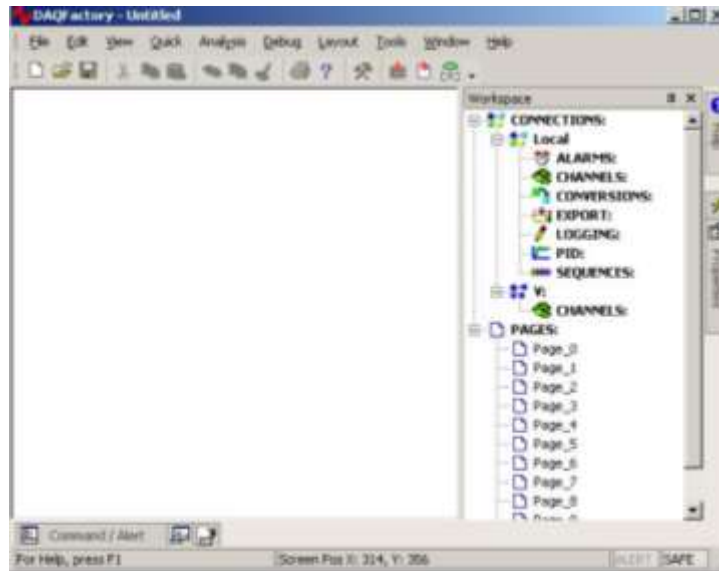 DAQFactory - Untitled
File Edit View Quick Analysis Debug Layout Tools Window Help
Workspace
CONNECTIONS:
Local
ALARMS:
CHANNELS:
CONVERSIONS:
EXPORT:
LOGGING:
PID:
SEQUENCES:
V:
CHANNELS:
PAGES:
Page_0
Page_1
Page_2
Page_3
Page_4
Page_5
Page_6
Page_7
Page_8
Properties
Command / Alert
For Help, press F1
Screen Pos X: 314, Y: 356
ALERT
SAFE